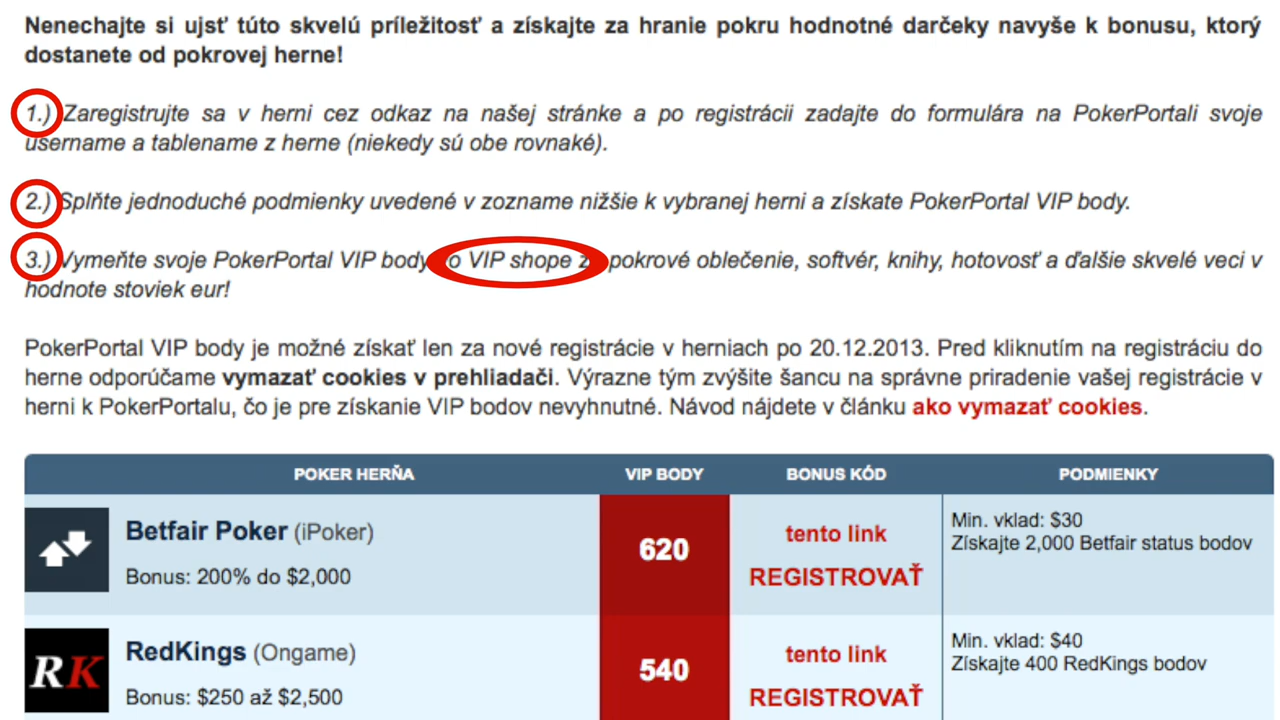 Nenechajte si ujsť túto skvelú príležitosť a získajte za hranie pokru hodnotné darčeky navyše k bonusu, ktorý
dostanete od pokrovej herne!
1.) Zaregistrujte sa v herni cez odkaz na našej stránke a po registrácii zadajte do formulára na PokerPortali svoje
username a tablename z herne (niekedy sú obe rovnaké).
2.) Splňte jednoduché podmienky uvedené v zozname nižšie k vybranej herni a získate PokerPortal VIP body.
3.) Vymeňte svoje PokerPortal VIP body vo VIP shope za pokrové oblečenie, softvér, knihy, hotovosť a ďalšie skvelé veci v
hodnote stoviek eur!
PokerPortal VIP body je možné získať len za nové registrácie v herniach po 20.12.2013. Pred kliknutím na registráciu do
herne odporúčame vymazať cookies v prehliadači. Výrazne tým zvýšite šancu na správne priradenie vašej registrácie v
herni k PokerPortalu, čo je pre získanie VIP bodov nevyhnutné. Návod nájdete v článku ako vymazať cookies.
POKER HERŇA VIP BODY BONUS KÓD PODMIENKY
Betfair Poker (iPoker)
Bonus: 200% do $2,000
620
tento link
REGISTROVAŤ
Min. vklad: $30
Získajte 2,000 Betfair status bodov
RK
RedKings (Ongame)
Bonus: $250 až $2,500
540
tento link
REGISTROVAŤ
Min. vklad: $40
Získajte 400 RedKings bodov